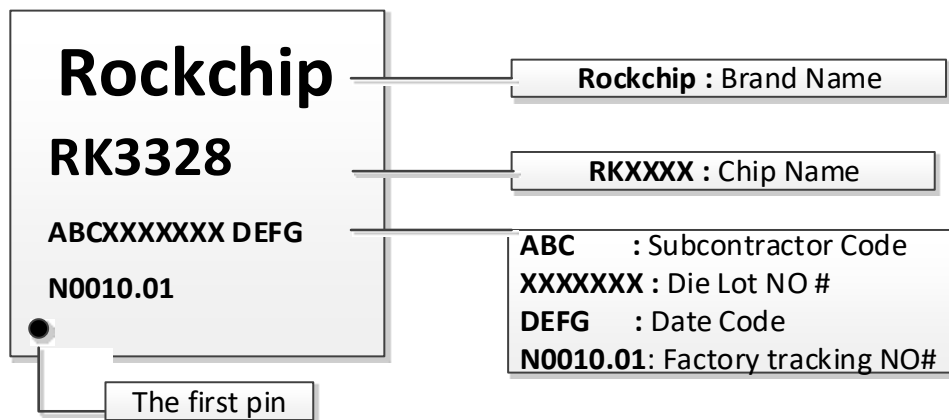 Rockchip
RK3328
ABCXXXXXXX DEFG
N0010.01
The first pin
Rockchip : Brand Name
RKXXXX : Chip Name
ABC : Subcontractor Code
XXXXXXX : Die Lot NO #
DEFG : Date Code
N0010.01: Factory tracking NO#